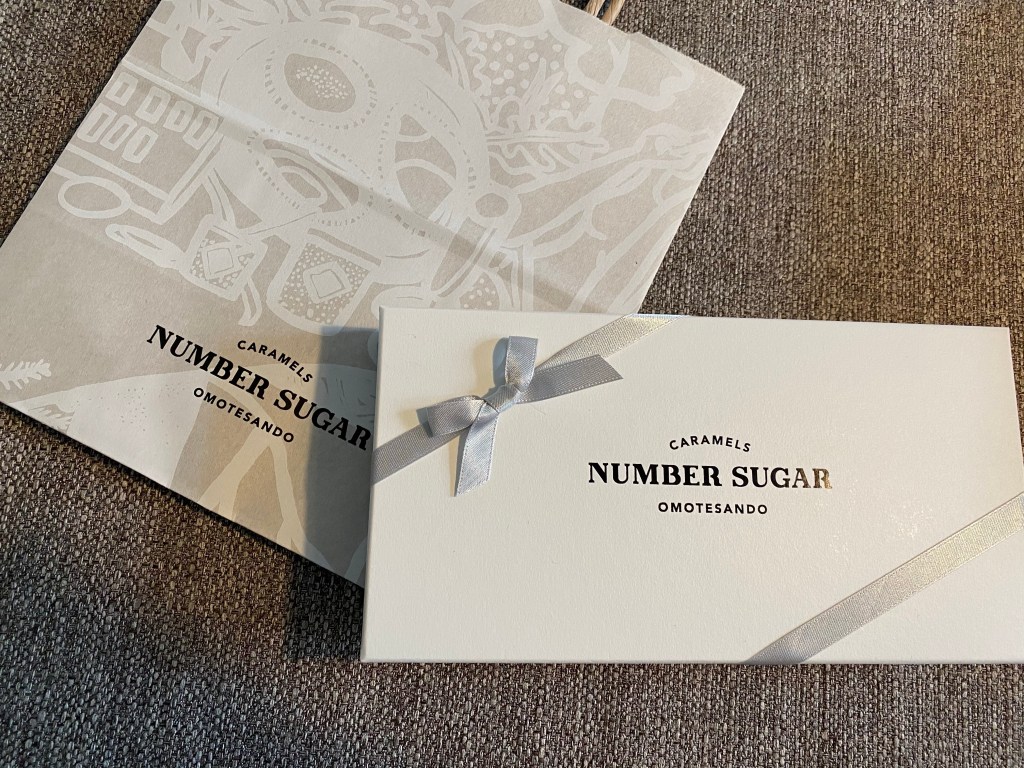 CARAMELS
NUMBER SUGAR
OMOTESANDO
CARAMELS
NUMBER SUGAR
OMOTESANDO